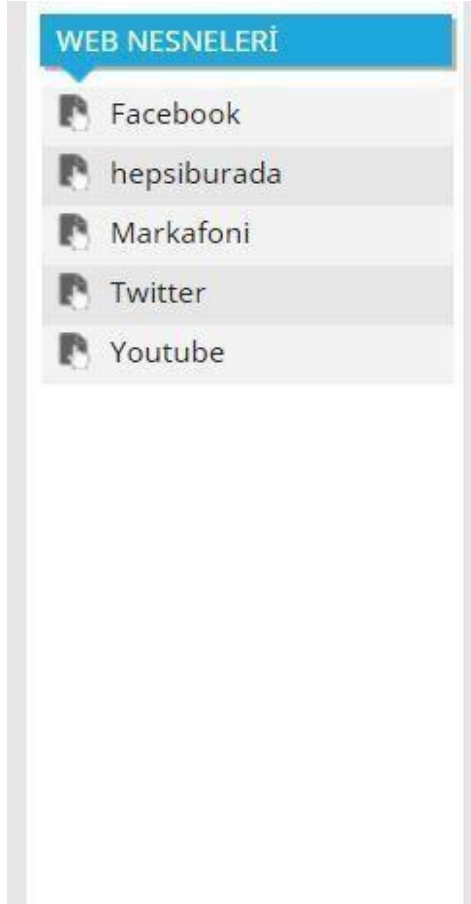 WEB NESNELERİ
Facebook
hepsiburada
Markafoni
Twitter
Youtube